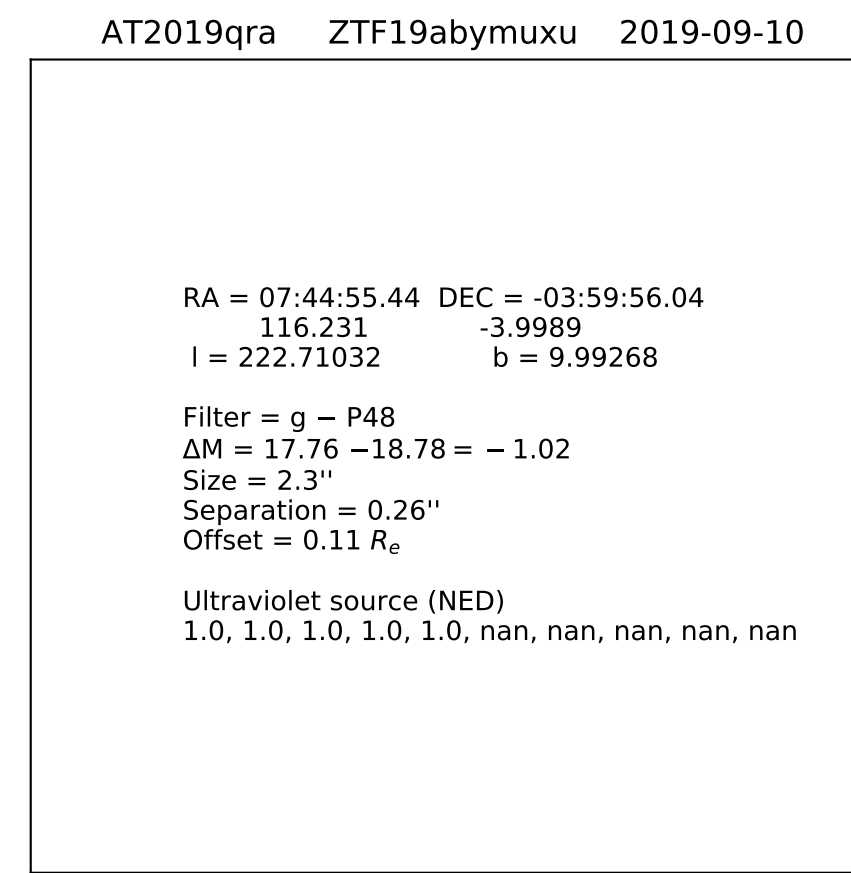 AT2019qra ZTF19abymuxu 2019-09-10
RA = 07:44:55.44 DEC = -03:59:56.04
116.231 -3.9989
l = 222.71032 b = 9.99268
Filter = g − P48
ΔM = 17.76 −18.78 = − 1.02
Size = 2.3''
Separation = 0.26''
Offset = 0.11 Rₑ
Ultraviolet source (NED)
1.0, 1.0, 1.0, 1.0, 1.0, nan, nan, nan, nan, nan